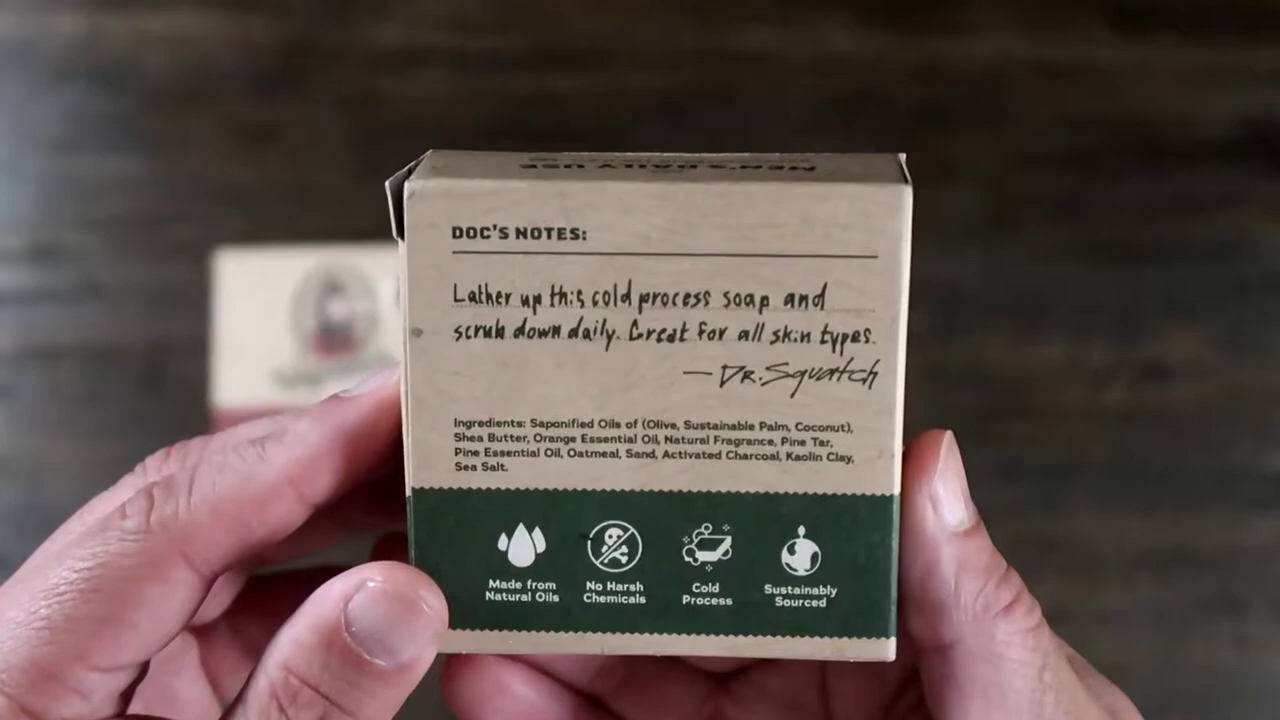 MEN'S DAILY USE
DOC'S NOTES:
Lather up this cold process soap and
scrub down daily. Great for all skin types.
— Dr. Squatch
Ingredients: Saponified Oils of (Olive, Sustainable Palm, Coconut),
Shea Butter, Orange Essential Oil, Natural Fragrance, Pine Tar,
Pine Essential Oil, Oatmeal, Sand, Activated Charcoal, Kaolin Clay,
Sea Salt.
Made from
Natural Oils
No Harsh
Chemicals
Cold
Process
Sustainably
Sourced